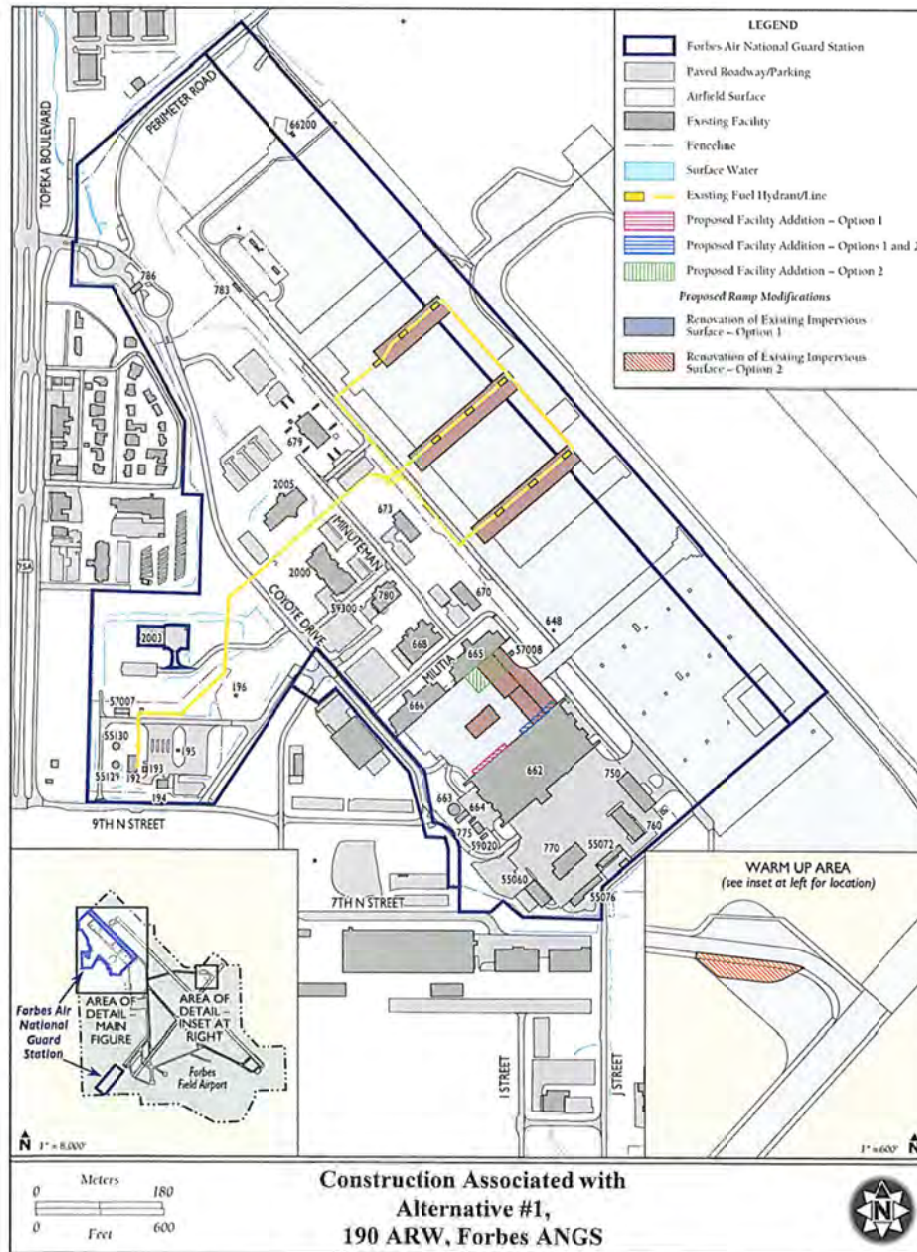 LEGEND
Forbes Air National Guard Station
Paved Roadway/Parking
Airfield Surface
Existing Facility
Fenceline
Surface Water
Existing Fuel Hydrant/Line
Proposed Facility Addition – Option 1
Proposed Facility Addition – Options 1 and 2
Proposed Facility Addition – Option 2
Proposed Ramp Modifications
Renovation of Existing Impervious
Surface – Option 1
Renovation of Existing Impervious
Surface – Option 2
TOPEKA BOULEVARD
PERIMETER ROAD
66200
786
783
679
2005
673
MINUTEMAN
2000
COYOTE DRIVE
59300
780
670
668
648
665
57008
MILITIA
666
75A
2003
196
57007
55130
195
55129
193
192
194
9TH N STREET
662
750
663
664
775
59020
760
770
55072
55060
55076
7TH N STREET
I STREET
J STREET
Forbes Air
National
Guard
Station
AREA OF
DETAIL –
MAIN
FIGURE
AREA OF
DETAIL –
INSET AT
RIGHT
Forbes
Field Airport
N 1" = 8,000'
WARM UP AREA
(see inset at left for location)
1" = 600' N
Meters
0 180
0 600
Feet
Construction Associated with
Alternative #1,
190 ARW, Forbes ANGS
N